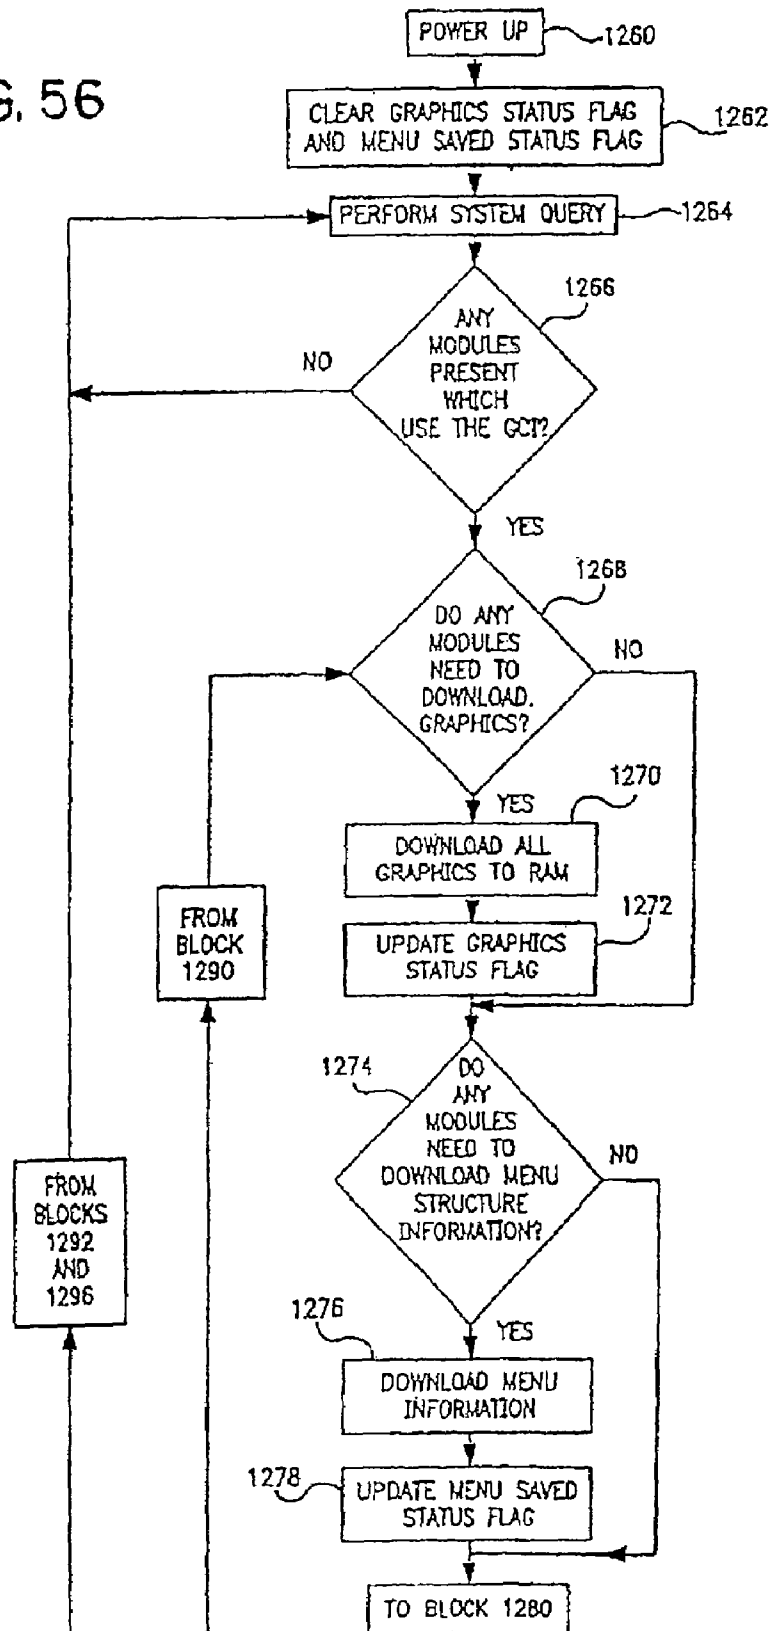 G. 56
POWER UP
1260
CLEAR GRAPHICS STATUS FLAG
AND MENU SAVED STATUS FLAG
1262
PERFORM SYSTEM QUERY
1264
1266
ANY
MODULES
PRESENT
WHICH
USE THE GCI?
NO
YES
1268
DO ANY
MODULES
NEED TO
DOWNLOAD.
GRAPHICS?
NO
YES
1270
DOWNLOAD ALL
GRAPHICS TO RAM
1272
UPDATE GRAPHICS
STATUS FLAG
FROM
BLOCK
1290
1274
DO
ANY
MODULES
NEED TO
DOWNLOAD MENU
STRUCTURE
INFORMATION?
NO
FROM
BLOCKS
1292
AND
1296
YES
1276
DOWNLOAD MENU
INFORMATION
1278
UPDATE MENU SAVED
STATUS FLAG
TO BLOCK 1280